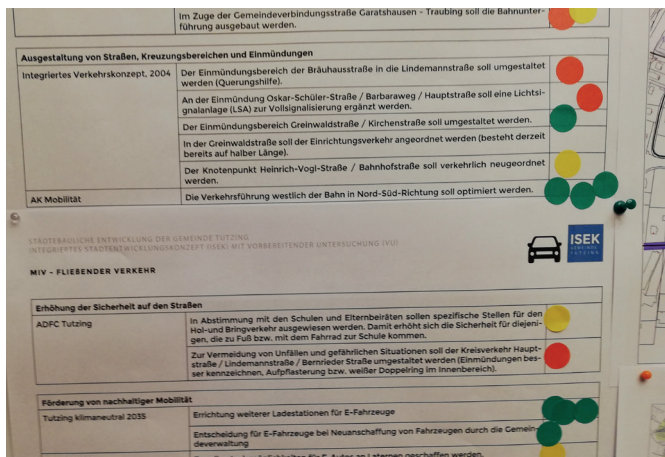 Im Zuge der Gemeindeverbindungsstraße Garatshausen - Traubing soll die Bahnunter-
führung ausgebaut werden.
Ausgestaltung von Straßen, Kreuzungsbereichen und Einmündungen
Integriertes Verkehrskonzept, 2004
Der Einmündungsbereich der Bräuhausstraße in die Lindemannstraße soll umgestaltet
werden (Querungshilfe).
An der Einmündung Oskar-Schüler-Straße / Barbaraweg / Hauptstraße soll eine Lichtsi-
gnalanlage (LSA) zur Vollsignalisierung ergänzt werden.
Der Einmündungsbereich Greinwaldstraße / Kirchenstraße soll umgestaltet werden.
In der Greinwaldstraße soll der Einrichtungsverkehr angeordnet werden (besteht derzeit
bereits auf halber Länge).
Der Knotenpunkt Heinrich-Vogl-Straße / Bahnhofstraße soll verkehrlich neugeordnet
werden.
AK Mobilität
Die Verkehrsführung westlich der Bahn in Nord-Süd-Richtung soll optimiert werden.
STÄDTEBAULICHE ENTWICKLUNG DER GEMEINDE TUTZING
INTEGRIERTES STADTENTWICKLUNGSKONZEPT (ISEK) MIT VORBEREITENDER UNTERSUCHUNG (VU)
ISEK
GEMEINDE
TUTZING
MIV - FLIEßENDER VERKEHR
Erhöhung der Sicherheit auf den Straßen
ADFC Tutzing
In Abstimmung mit den Schulen und Elternbeiräten sollen spezifische Stellen für den
Hol- und Bringverkehr ausgewiesen werden. Damit erhöht sich die Sicherheit für diejeni-
gen, die zu Fuß bzw. mit dem Fahrrad zur Schule kommen.
Zur Vermeidung von Unfällen und gefährlichen Situationen soll der Kreisverkehr Haupt-
straße / Lindemannstraße / Bernrieder Straße umgestaltet werden (Einmündungen bes-
ser kennzeichnen, Aufpflasterung bzw. weißer Doppelring im Innenbereich).
Förderung von nachhaltiger Mobilität
Tutzing klimaneutral 2035
Errichtung weiterer Ladestationen für E-Fahrzeuge
Entscheidung für E-Fahrzeuge bei Neuanschaffung von Fahrzeugen durch die Gemein-
deverwaltung
für E-Autos an Laternen geschaffen werden.